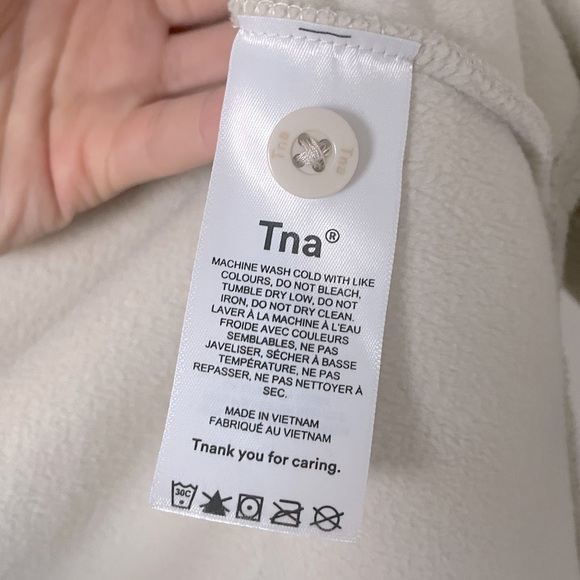 Tna Tna
Tna®
MACHINE WASH COLD WITH LIKE
COLOURS, DO NOT BLEACH,
TUMBLE DRY LOW, DO NOT
IRON, DO NOT DRY CLEAN.
LAVER À LA MACHINE À L'EAU
FROIDE AVEC COULEURS
SEMBLABLES, NE PAS
JAVELISER, SÉCHER À BASSE
TEMPÉRATURE, NE PAS
REPASSER, NE PAS NETTOYER À
SEC.
MADE IN VIETNAM
FABRIQUÉ AU VIETNAM
Tnank you for caring.
30C